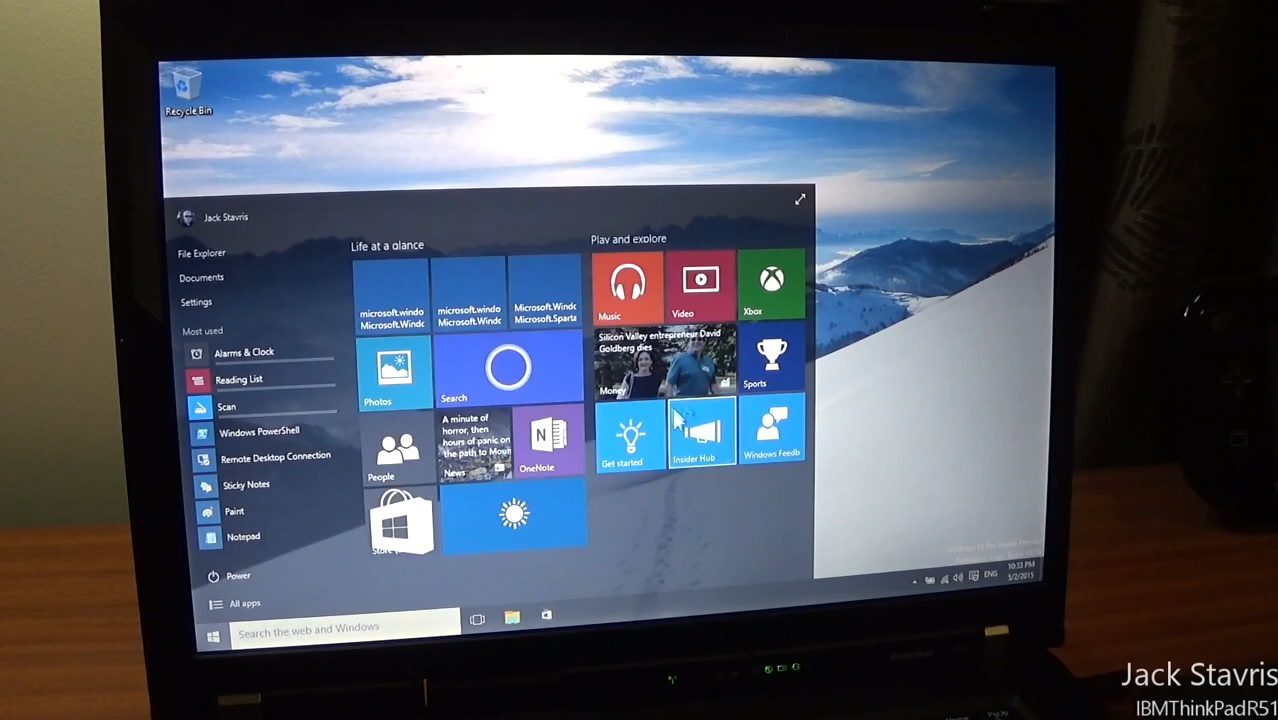 Recycle Bin
Jack Stavris
File Explorer
Documents
Settings
Most used
Alarms & Clock
Reading List
Scan
Windows PowerShell
Remote Desktop Connection
Sticky Notes
Paint
Notepad
Power
All apps
Search the web and Windows
Life at a glance
microsoft.windo
Microsoft.Windc
microsoft.windo
Microsoft.Windc
Microsoft.Windc
Microsoft.Sparta
Photos
Search
People
A minute of
horror, then
hours of panic on
the path to Moun
News
OneNote
Play and explore
Music
Video
Xbox
Silicon Valley entrepreneur David
Goldberg dies
Money
Sports
Get started
Insider Hub
Windows Feedb
ENG
10:33 PM
5/2/2015
Jack Stavris
IBMThinkPadR51